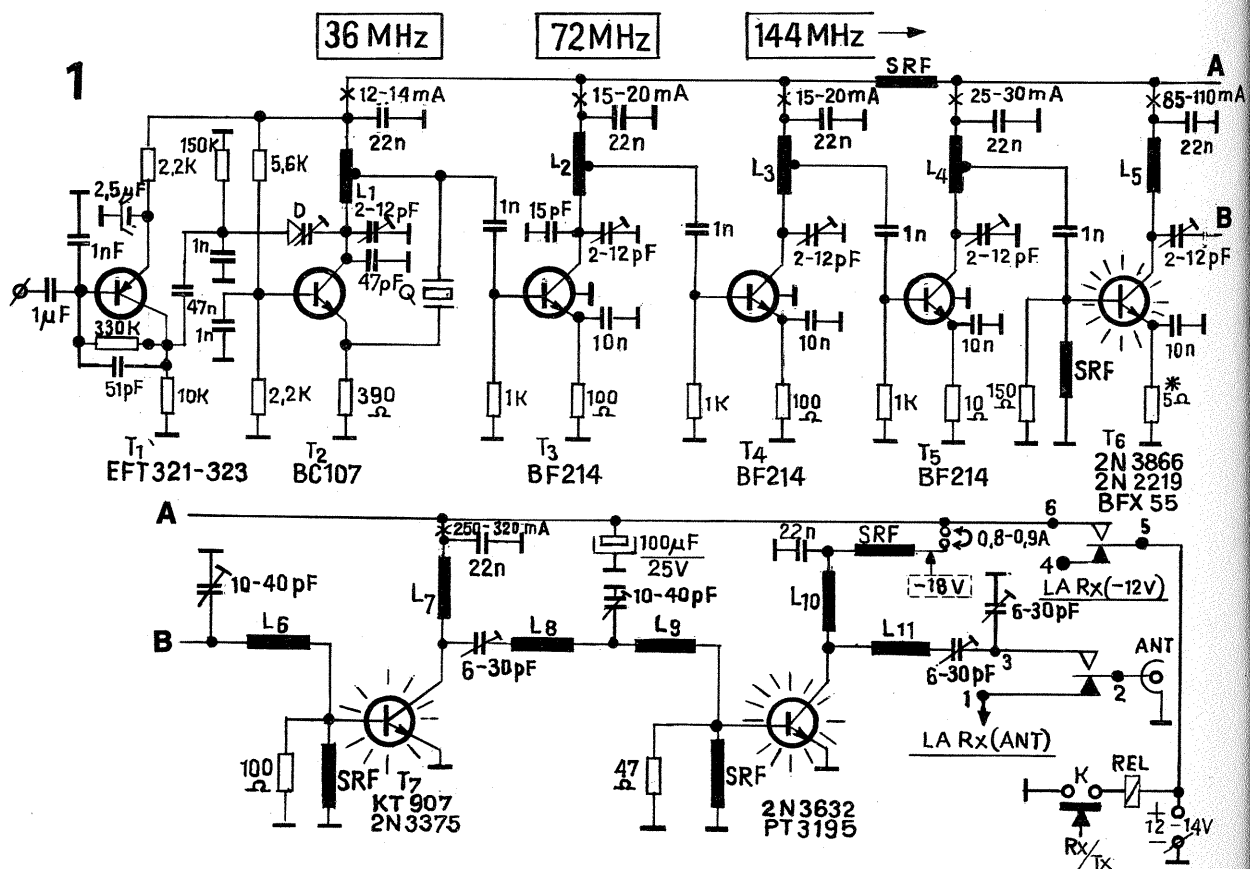 1
36 MHz
72MHz
144 MHz
SRF
A
12-14 mA
15-20mA
15-20mA
25-30mA
85-110mA
22n
22n
22n
22n
22n
150K
2,2K
5,6K
L1
L2
L3
L4
L5
2,5µF
D
2-12pF
1n
15pF
1n
1n
1n
B
1nF
1n
2-12pF
2-12pF
2-12pF
2-12pF
47pF
Q
1µF
47n
330K
1n
10n
10n
10n
10n
SRF
51pF
10K
2,2K
390 Ω
1K
100 Ω
1K
100 Ω
1K
10 Ω
150 Ω
* 5Ω
T1
EFT321-323
T2
BC107
T3
BF214
T4
BF214
T5
BF214
T6
2N3866
2N2219
BFX55
A
250-320mA
22n
100µF
25V
22n
SRF
0,8-0,9A
6
5
4
10-40pF
L7
10-40pF
L10
-18V
LA Rx(-12V)
6-30pF
B
L6
L8
L9
L11
6-30pF
6-30pF
3
ANT
1
2
LA Rx(ANT)
100 Ω
SRF
T7
KT907
2N3375
47 Ω
SRF
2N3632
PT3195
K
REL
+
12-14V
-
Rx/Tx